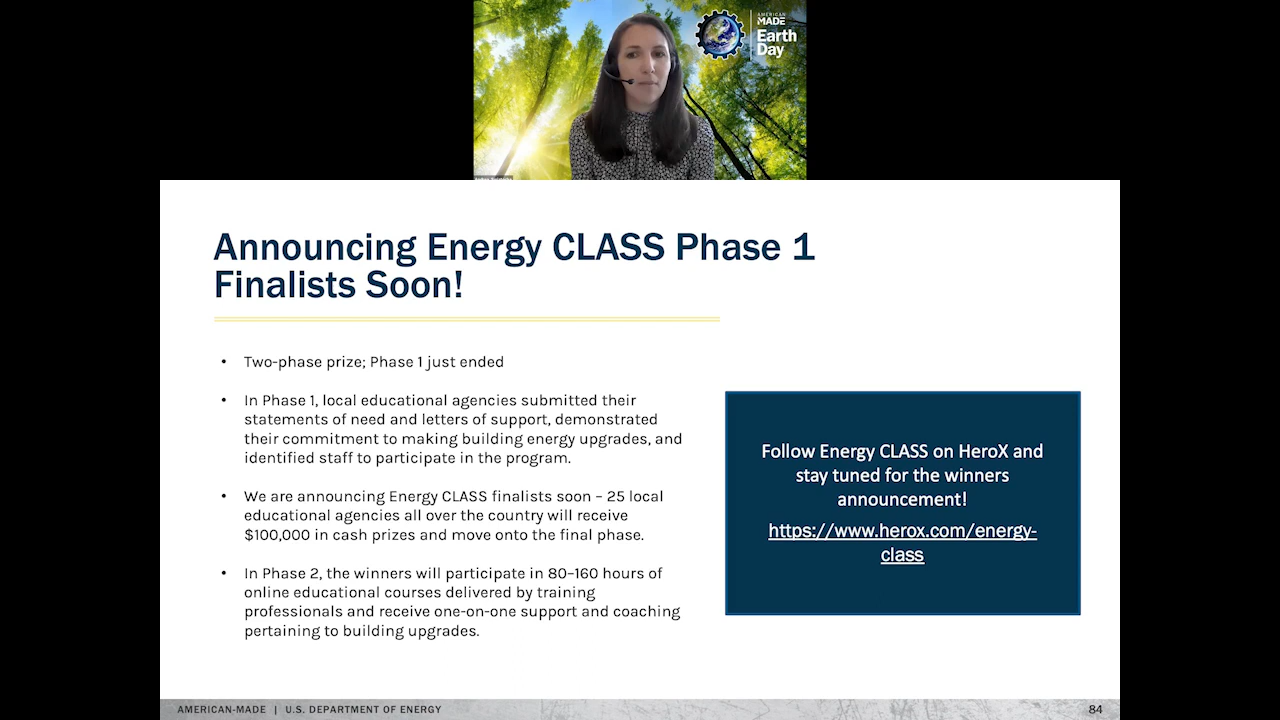 AMERICAN
MADE
Earth
Day
Announcing Energy CLASS Phase 1
Finalists Soon!
• Two-phase prize; Phase 1 just ended
• In Phase 1, local educational agencies submitted their
statements of need and letters of support, demonstrated
their commitment to making building energy upgrades, and
identified staff to participate in the program.
• We are announcing Energy CLASS finalists soon – 25 local
educational agencies all over the country will receive
$100,000 in cash prizes and move onto the final phase.
• In Phase 2, the winners will participate in 80–160 hours of
online educational courses delivered by training
professionals and receive one-on-one support and coaching
pertaining to building upgrades.
Follow Energy CLASS on HeroX and
stay tuned for the winners
announcement!
https://www.herox.com/energy-
class
AMERICAN-MADE | U.S. DEPARTMENT OF ENERGY
84